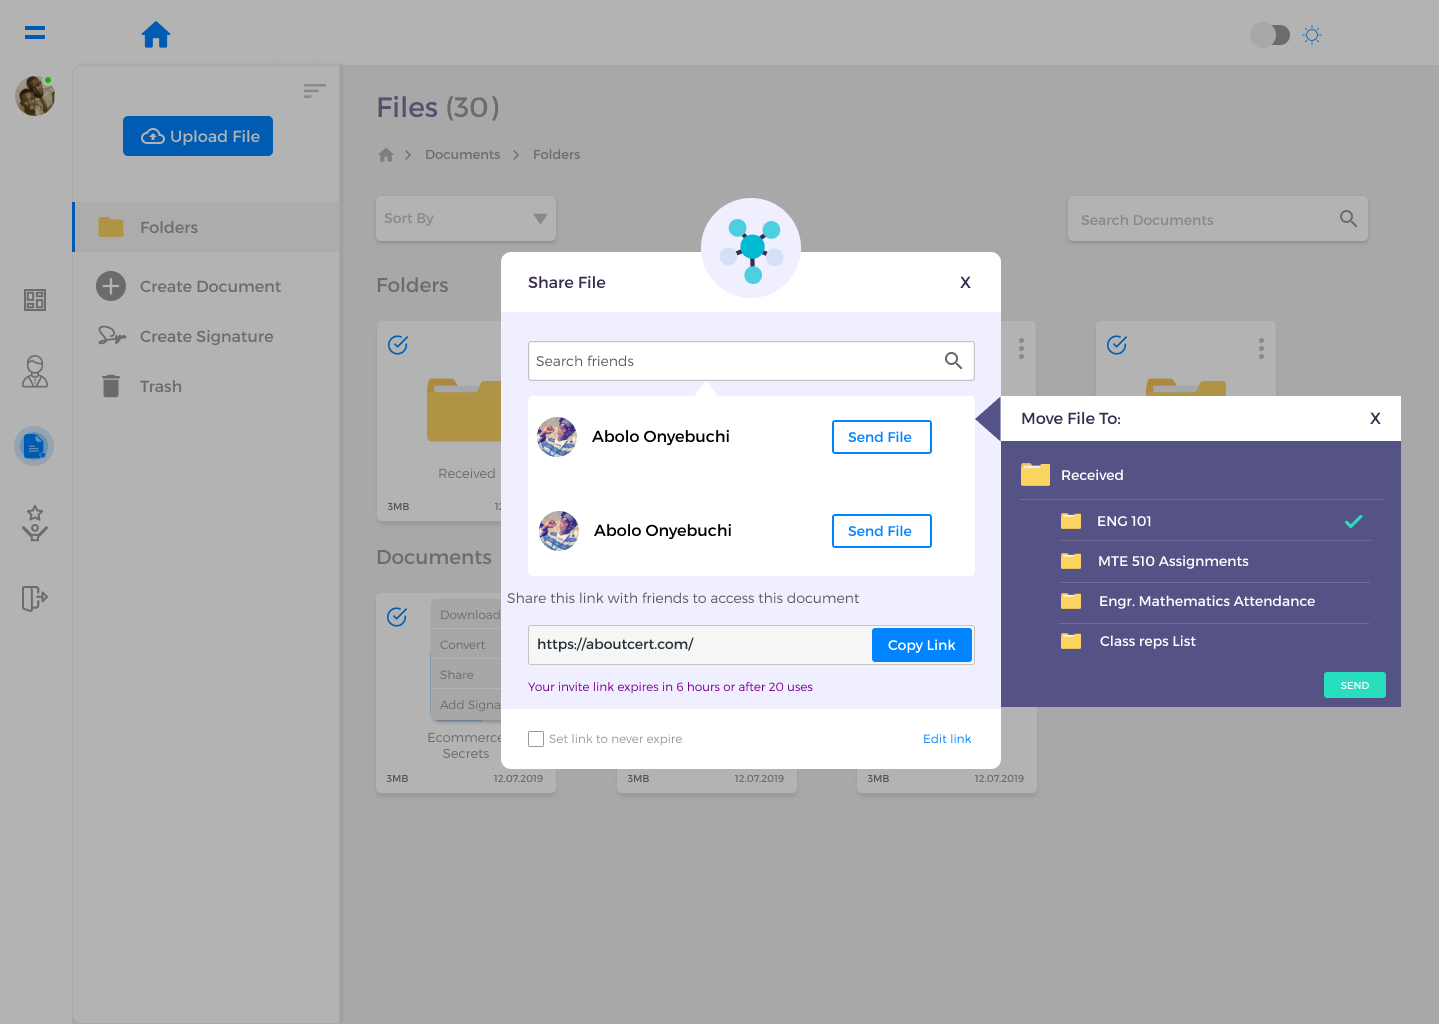 Upload File
Folders
Create Document
Create Signature
Trash
Files (30)
Documents
Folders
Sort By
Search Documents
Folders
Received
3MB
Documents
Download
Convert
Share
Ecommerce
Secrets
3MB 12.07.2019
3MB 12.07.2019
3MB 12.07.2019
Share File X
Search friends
Abolo Onyebuchi Send File
Abolo Onyebuchi Send File
Share this link with friends to access this document
https://aboutcert.com/ Copy Link
Your invite link expires in 6 hours or after 20 uses
Set link to never expire Edit link
Move File To: X
Received
ENG 101
MTE 510 Assignments
Engr. Mathematics Attendance
Class reps List
SEND